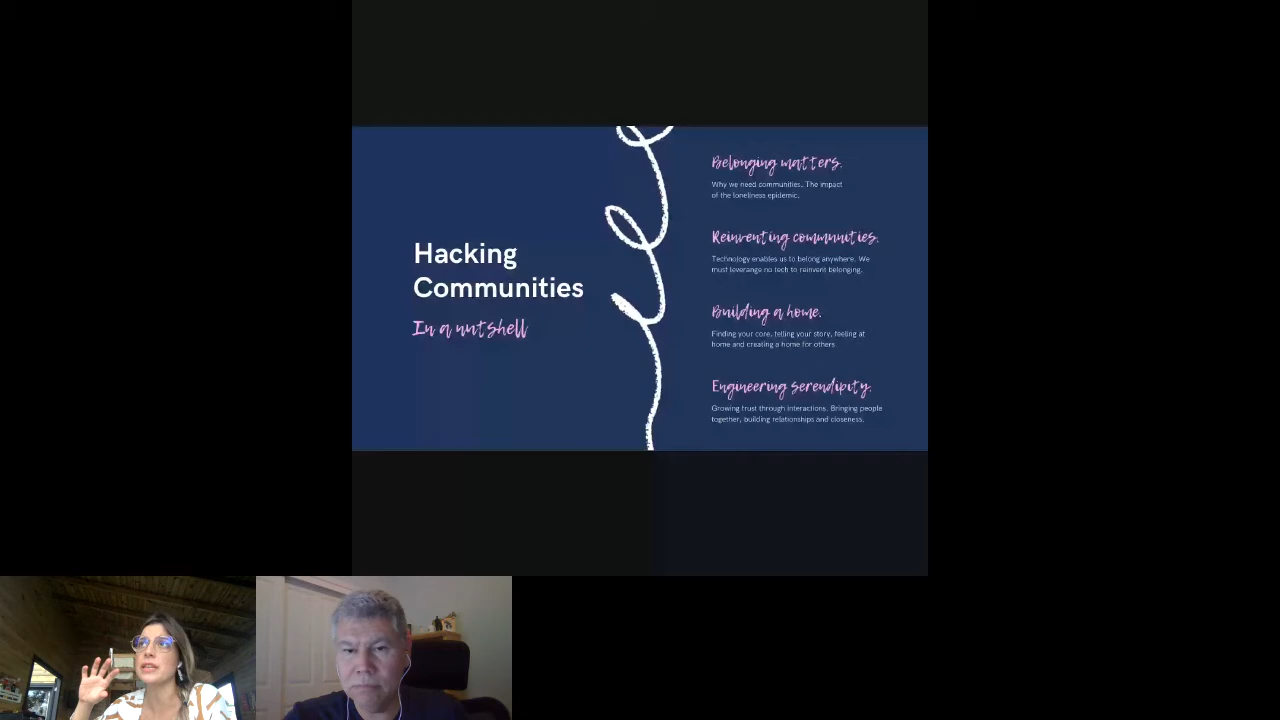 Hacking
Communities
In a nutshell
Belonging matters.
Why we need communities. The impact
of the loneliness epidemic.
Reinventing communities.
Technology enables us to belong anywhere. We
must leverange no tech to reinvent belonging.
Building a home.
Finding your core, telling your story, feeling at
home and creating a home for others
Engineering serendipity.
Growing trust through interactions. Bringing people
together, building relationships and closeness.